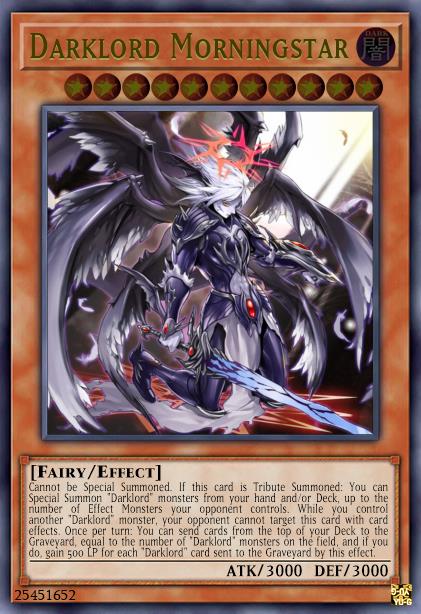 DARKLORD MORNINGSTAR
DARK
闇
[FAIRY/EFFECT]
Cannot be Special Summoned. If this card is Tribute Summoned: You can
Special Summon "Darklord" monsters from your hand and/or Deck, up to the
number of Effect Monsters your opponent controls. While you control
another "Darklord" monster, your opponent cannot target this card with card
effects. Once per turn: You can send cards from the top of your Deck to the
Graveyard, equal to the number of "Darklord" monsters on the field, and if you
do, gain 500 LP for each "Darklord" card sent to the Graveyard by this effect.
ATK/3000 DEF/3000
25451652